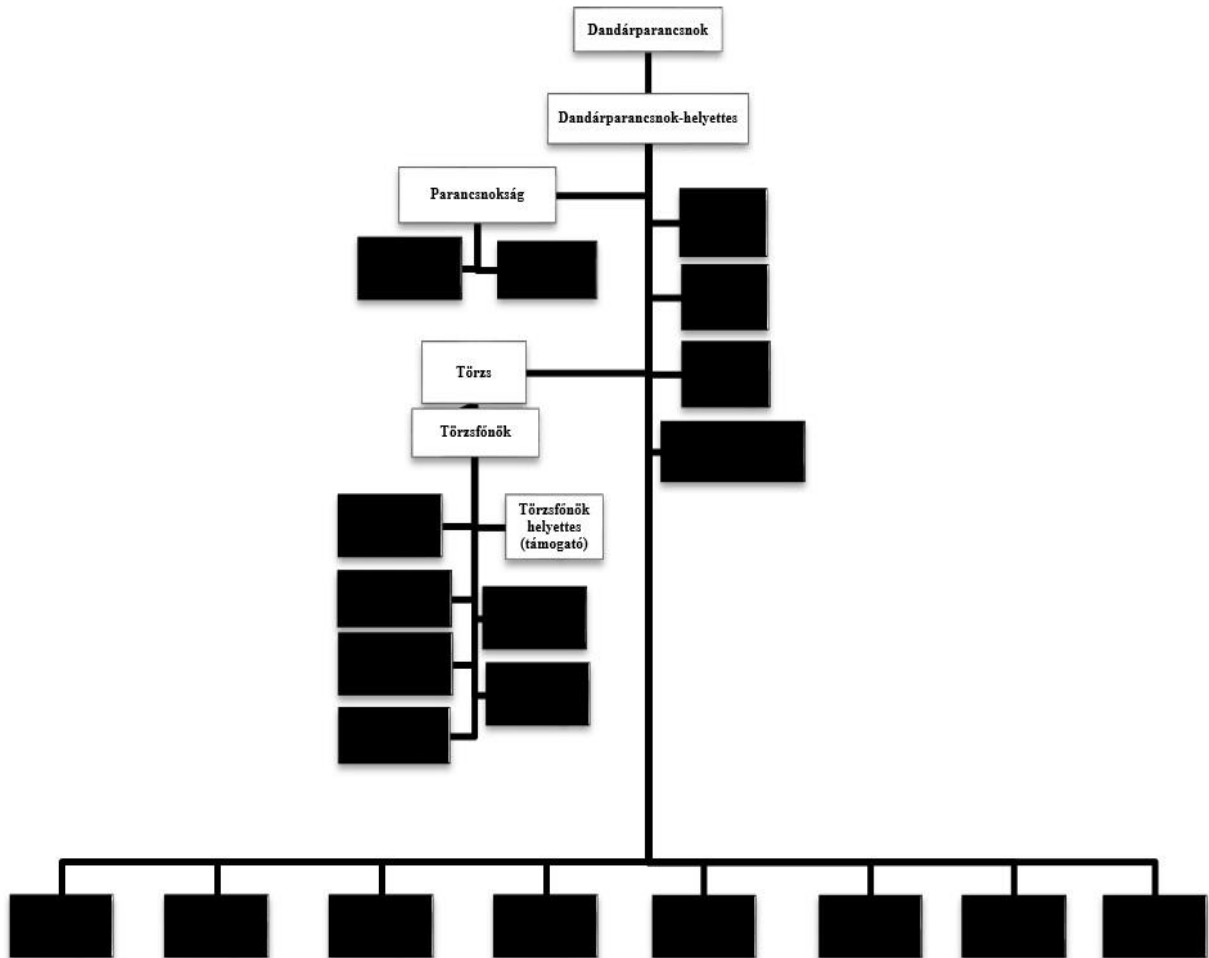 Dandárparancsnok
Dandárparancsnok-helyettes
Parancsnokság
Törzs
Törzsfőnök
Törzsfőnök
helyettes
(támogató)